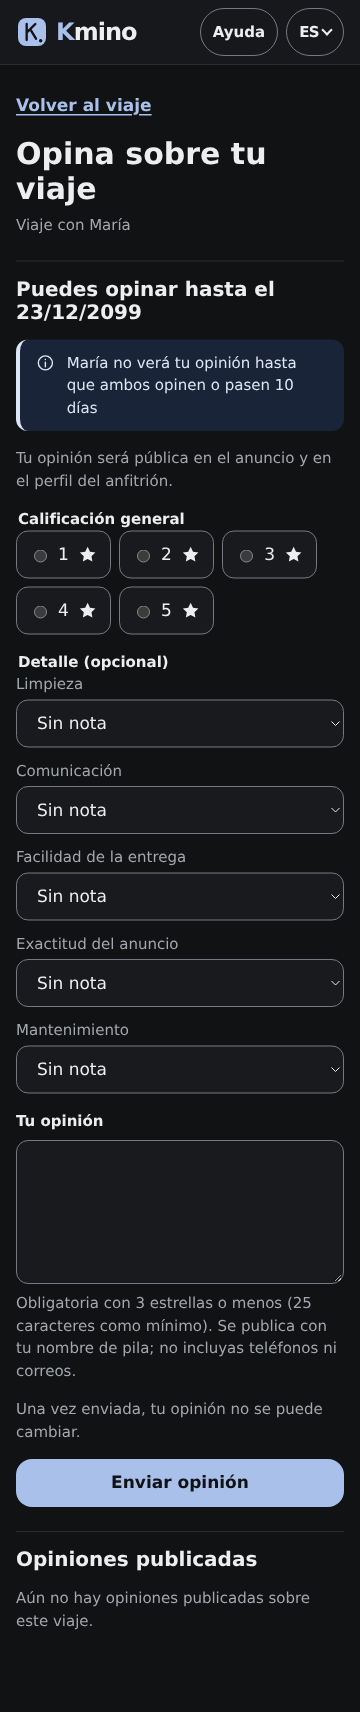 K. Kmino
Ayuda
ES
Volver al viaje
Opina sobre tu
viaje
Viaje con María
Puedes opinar hasta el
23/12/2099
María no verá tu opinión hasta
que ambos opinen o pasen 10
días
Tu opinión será pública en el anuncio y en
el perfil del anfitrión.
Calificación general
1 ★ 2 ★ 3 ★
4 ★ 5 ★
Detalle (opcional)
Limpieza
Sin nota
Comunicación
Sin nota
Facilidad de la entrega
Sin nota
Exactitud del anuncio
Sin nota
Mantenimiento
Sin nota
Tu opinión
Obligatoria con 3 estrellas o menos (25
caracteres como mínimo). Se publica con
tu nombre de pila; no incluyas teléfonos ni
correos.
Una vez enviada, tu opinión no se puede
cambiar.
Enviar opinión
Opiniones publicadas
Aún no hay opiniones publicadas sobre
este viaje.